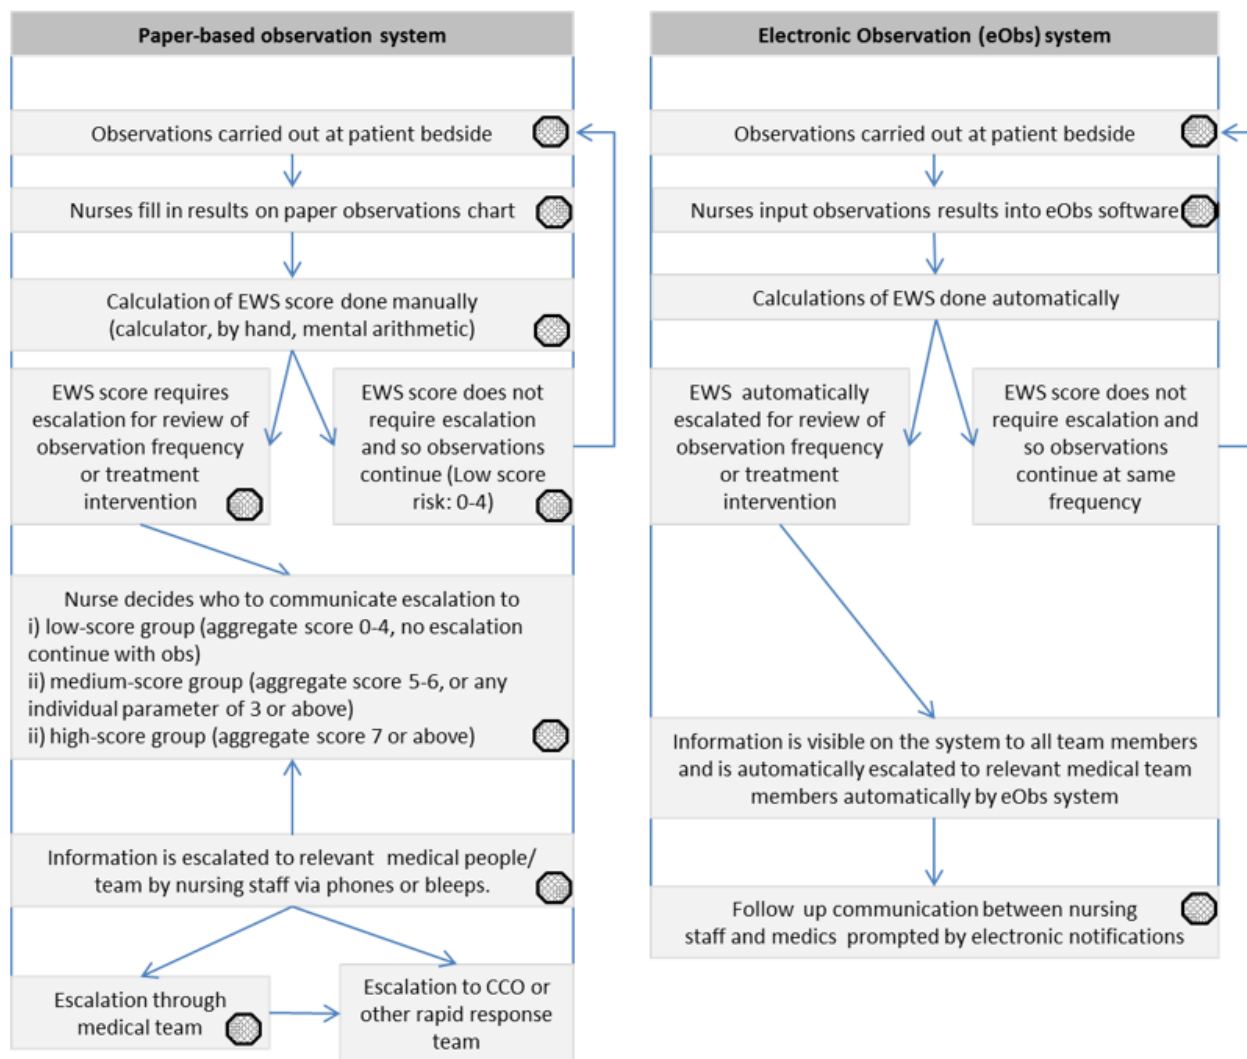 Paper-based observation system
Observations carried out at patient bedside
Nurses fill in results on paper observations chart
Calculation of EWS score done manually
(calculator, by hand, mental arithmetic)
EWS score requires
escalation for review of
observation frequency
or treatment
intervention
EWS score does not
require escalation
and so observations
continue (Low score
risk: 0-4)
Nurse decides who to communicate escalation to
i) low-score group (aggregate score 0-4, no escalation
continue with obs)
ii) medium-score group (aggregate score 5-6, or any
individual parameter of 3 or above)
ii) high-score group (aggregate score 7 or above)
Information is escalated to relevant medical people/
team by nursing staff via phones or bleeps.
Escalation through
medical team
Escalation to CCO or
other rapid response
team
Electronic Observation (eObs) system
Observations carried out at patient bedside
Nurses input observations results into eObs software
Calculations of EWS done automatically
EWS automatically
escalated for review of
observation frequency
or treatment
intervention
EWS score does not
require escalation and
so observations
continue at same
frequency
Information is visible on the system to all team members
and is automatically escalated to relevant medical team
members automatically by eObs system
Follow up communication between nursing
staff and medics prompted by electronic notifications